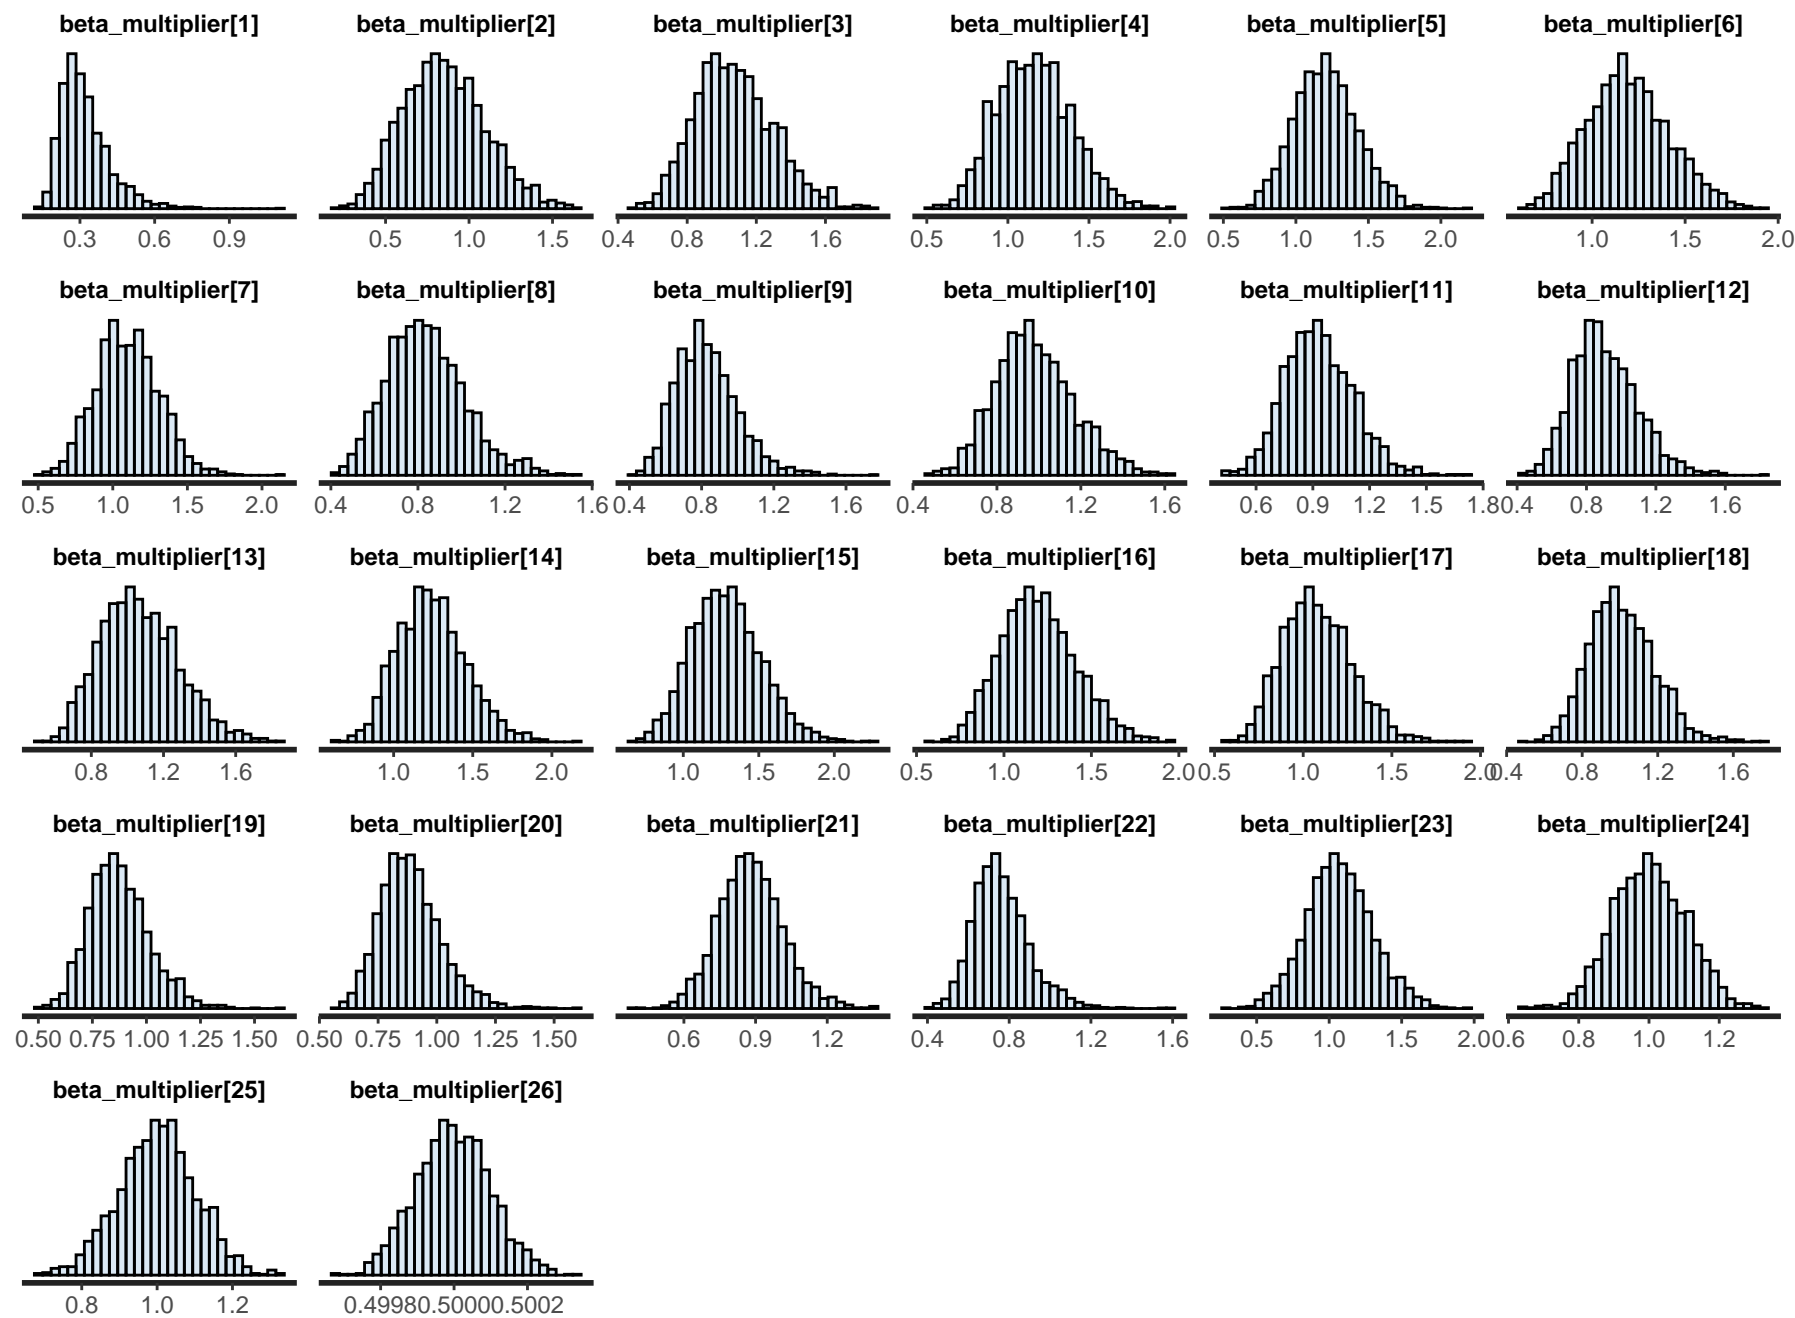 beta_multiplier[1] beta_multiplier[2] beta_multiplier[3] beta_multiplier[4] beta_multiplier[5] beta_multiplier[6]
0.3 0.6 0.9 0.5 1.0 1.5 0.4 0.8 1.2 1.6 0.5 1.0 1.5 2.0 0.5 1.0 1.5 2.0 1.0 1.5 2.0
beta_multiplier[7] beta_multiplier[8] beta_multiplier[9] beta_multiplier[10] beta_multiplier[11] beta_multiplier[12]
0.5 1.0 1.5 2.0 0.4 0.8 1.2 1.6 0.4 0.8 1.2 1.6 0.4 0.8 1.2 1.6 0.6 0.9 1.2 1.5 1.8 0.4 0.8 1.2 1.6
beta_multiplier[13] beta_multiplier[14] beta_multiplier[15] beta_multiplier[16] beta_multiplier[17] beta_multiplier[18]
0.8 1.2 1.6 1.0 1.5 2.0 1.0 1.5 2.0 0.5 1.0 1.5 2.0 0.5 1.0 1.5 2.0 0.4 0.8 1.2 1.6
beta_multiplier[19] beta_multiplier[20] beta_multiplier[21] beta_multiplier[22] beta_multiplier[23] beta_multiplier[24]
0.50 0.75 1.00 1.25 1.50 0.50 0.75 1.00 1.25 1.50 0.6 0.9 1.2 0.4 0.8 1.2 1.6 0.5 1.0 1.5 2.0 0.6 0.8 1.0 1.2
beta_multiplier[25] beta_multiplier[26]
0.8 1.0 1.2 0.4998 0.5000 0.5002